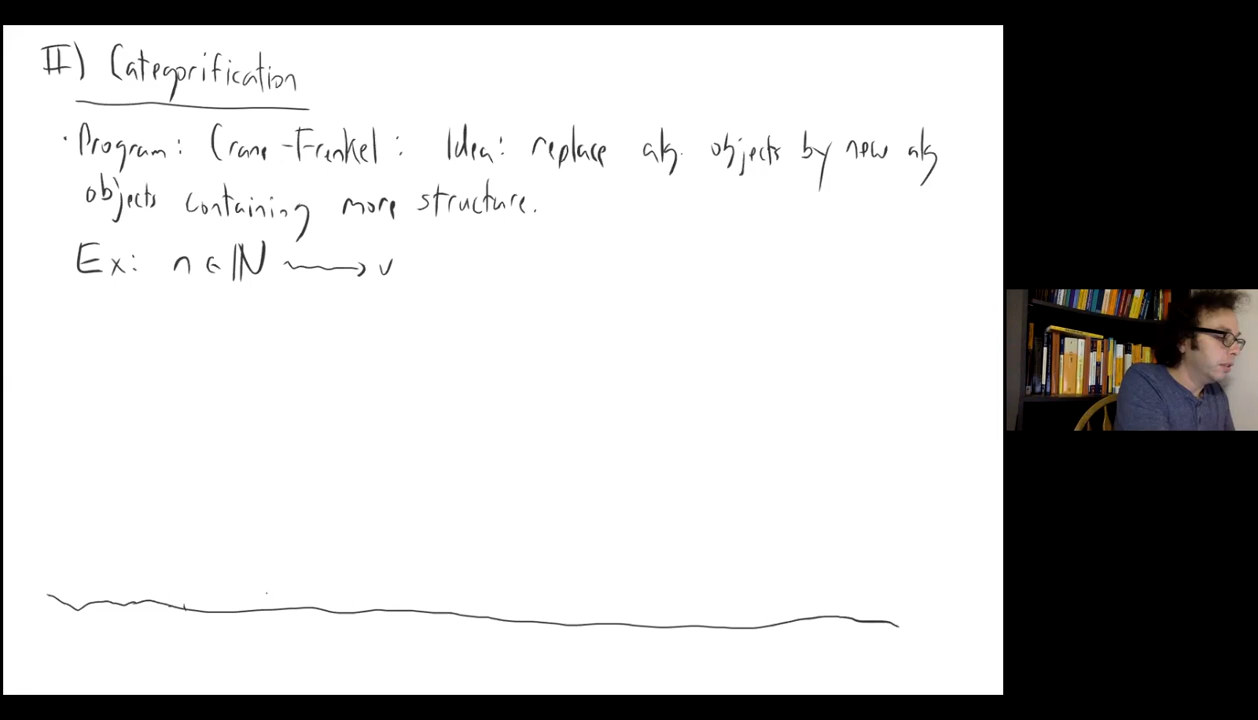 II) Categorification
· Program: Crane-Frenkel: Idea: replace alg. objects by new alg
objects containing more structure.
Ex: n ∈ ℕ ⟶ v